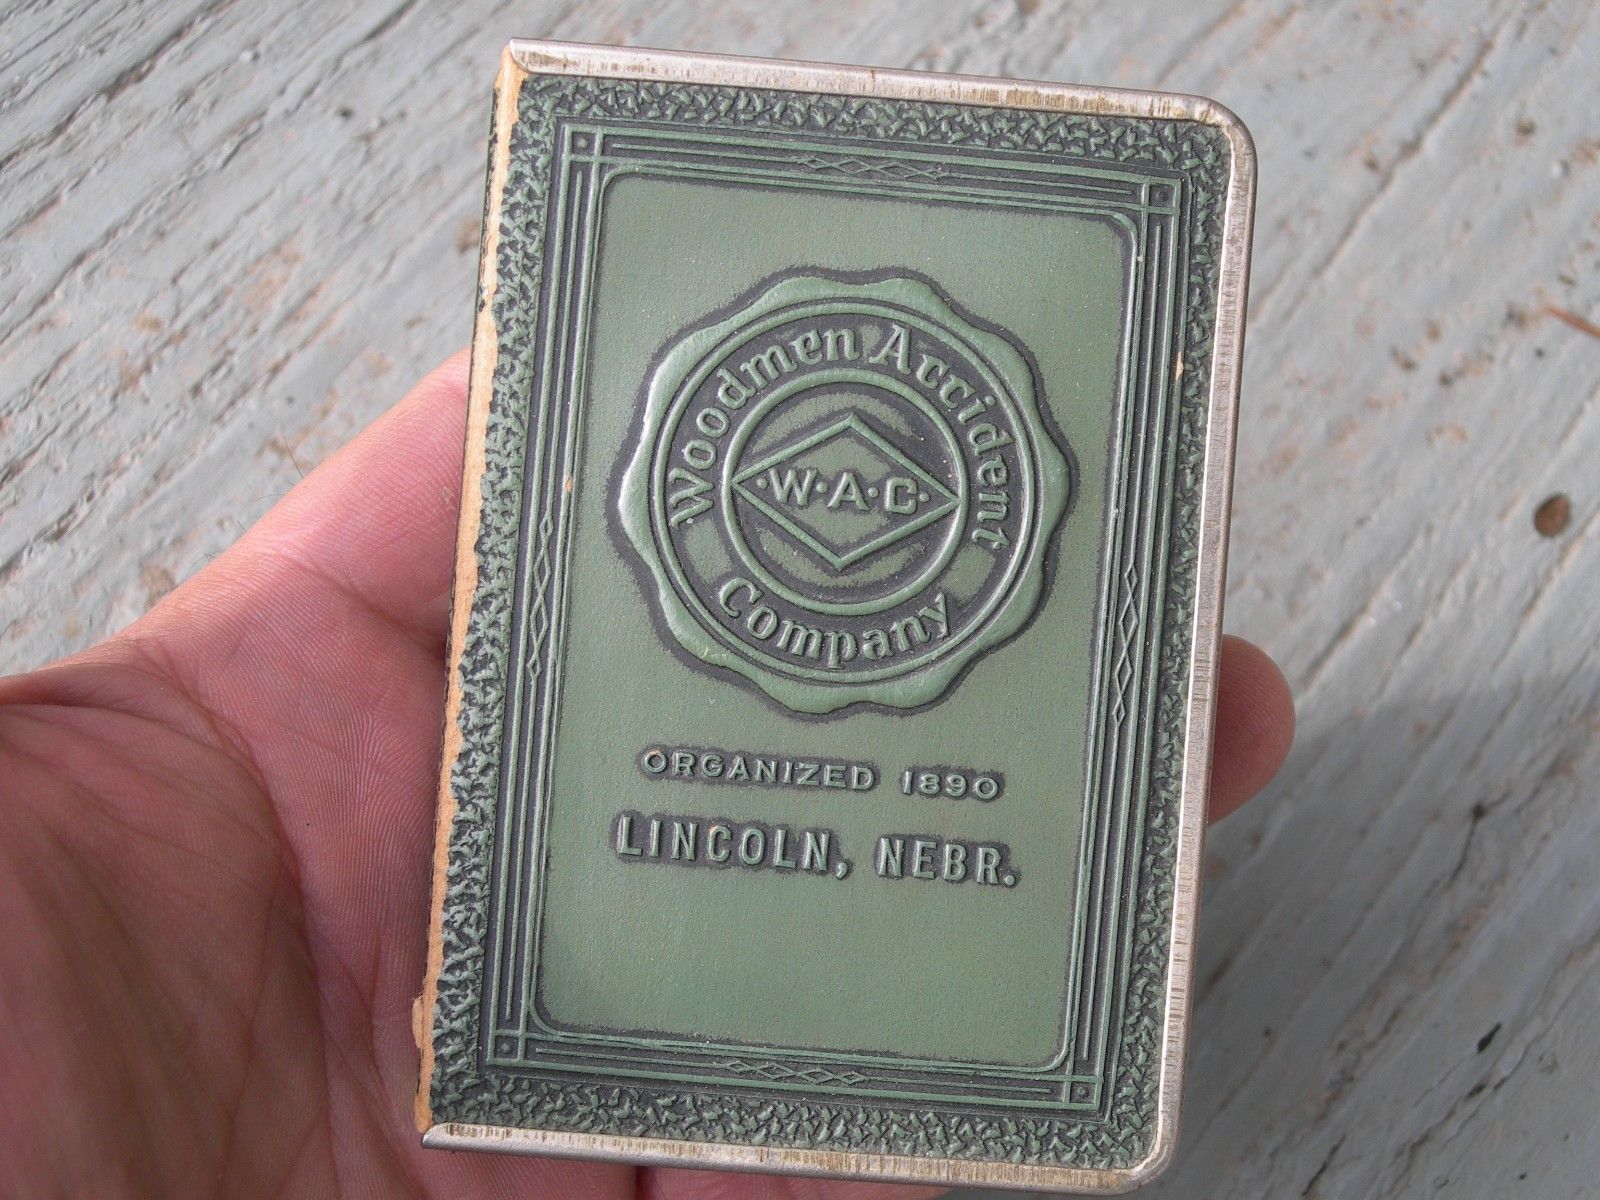 Woodmen Accident
Company
·W·A·C·
ORGANIZED 1890
LINCOLN, NEBR.